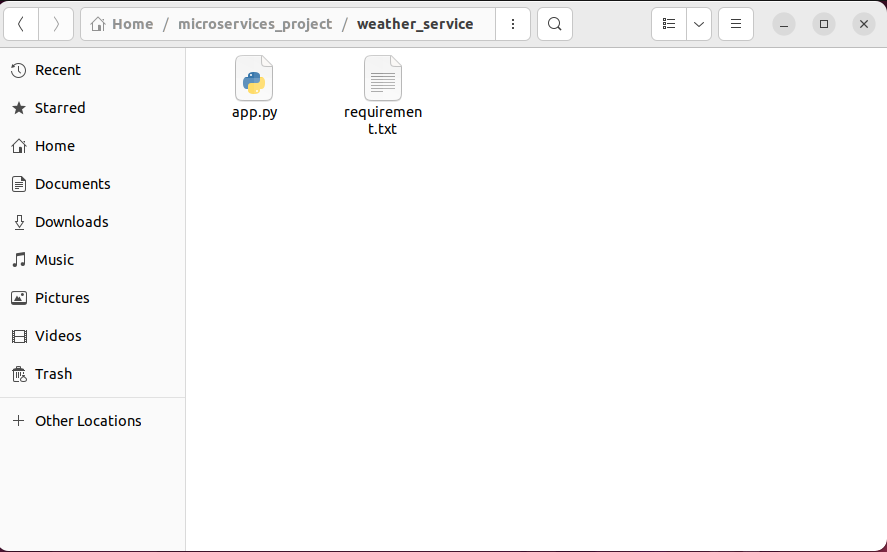 Home / microservices_project / weather_service
Recent
Starred
Home
Documents
Downloads
Music
Pictures
Videos
Trash
Other Locations
app.py
requiremen
t.txt